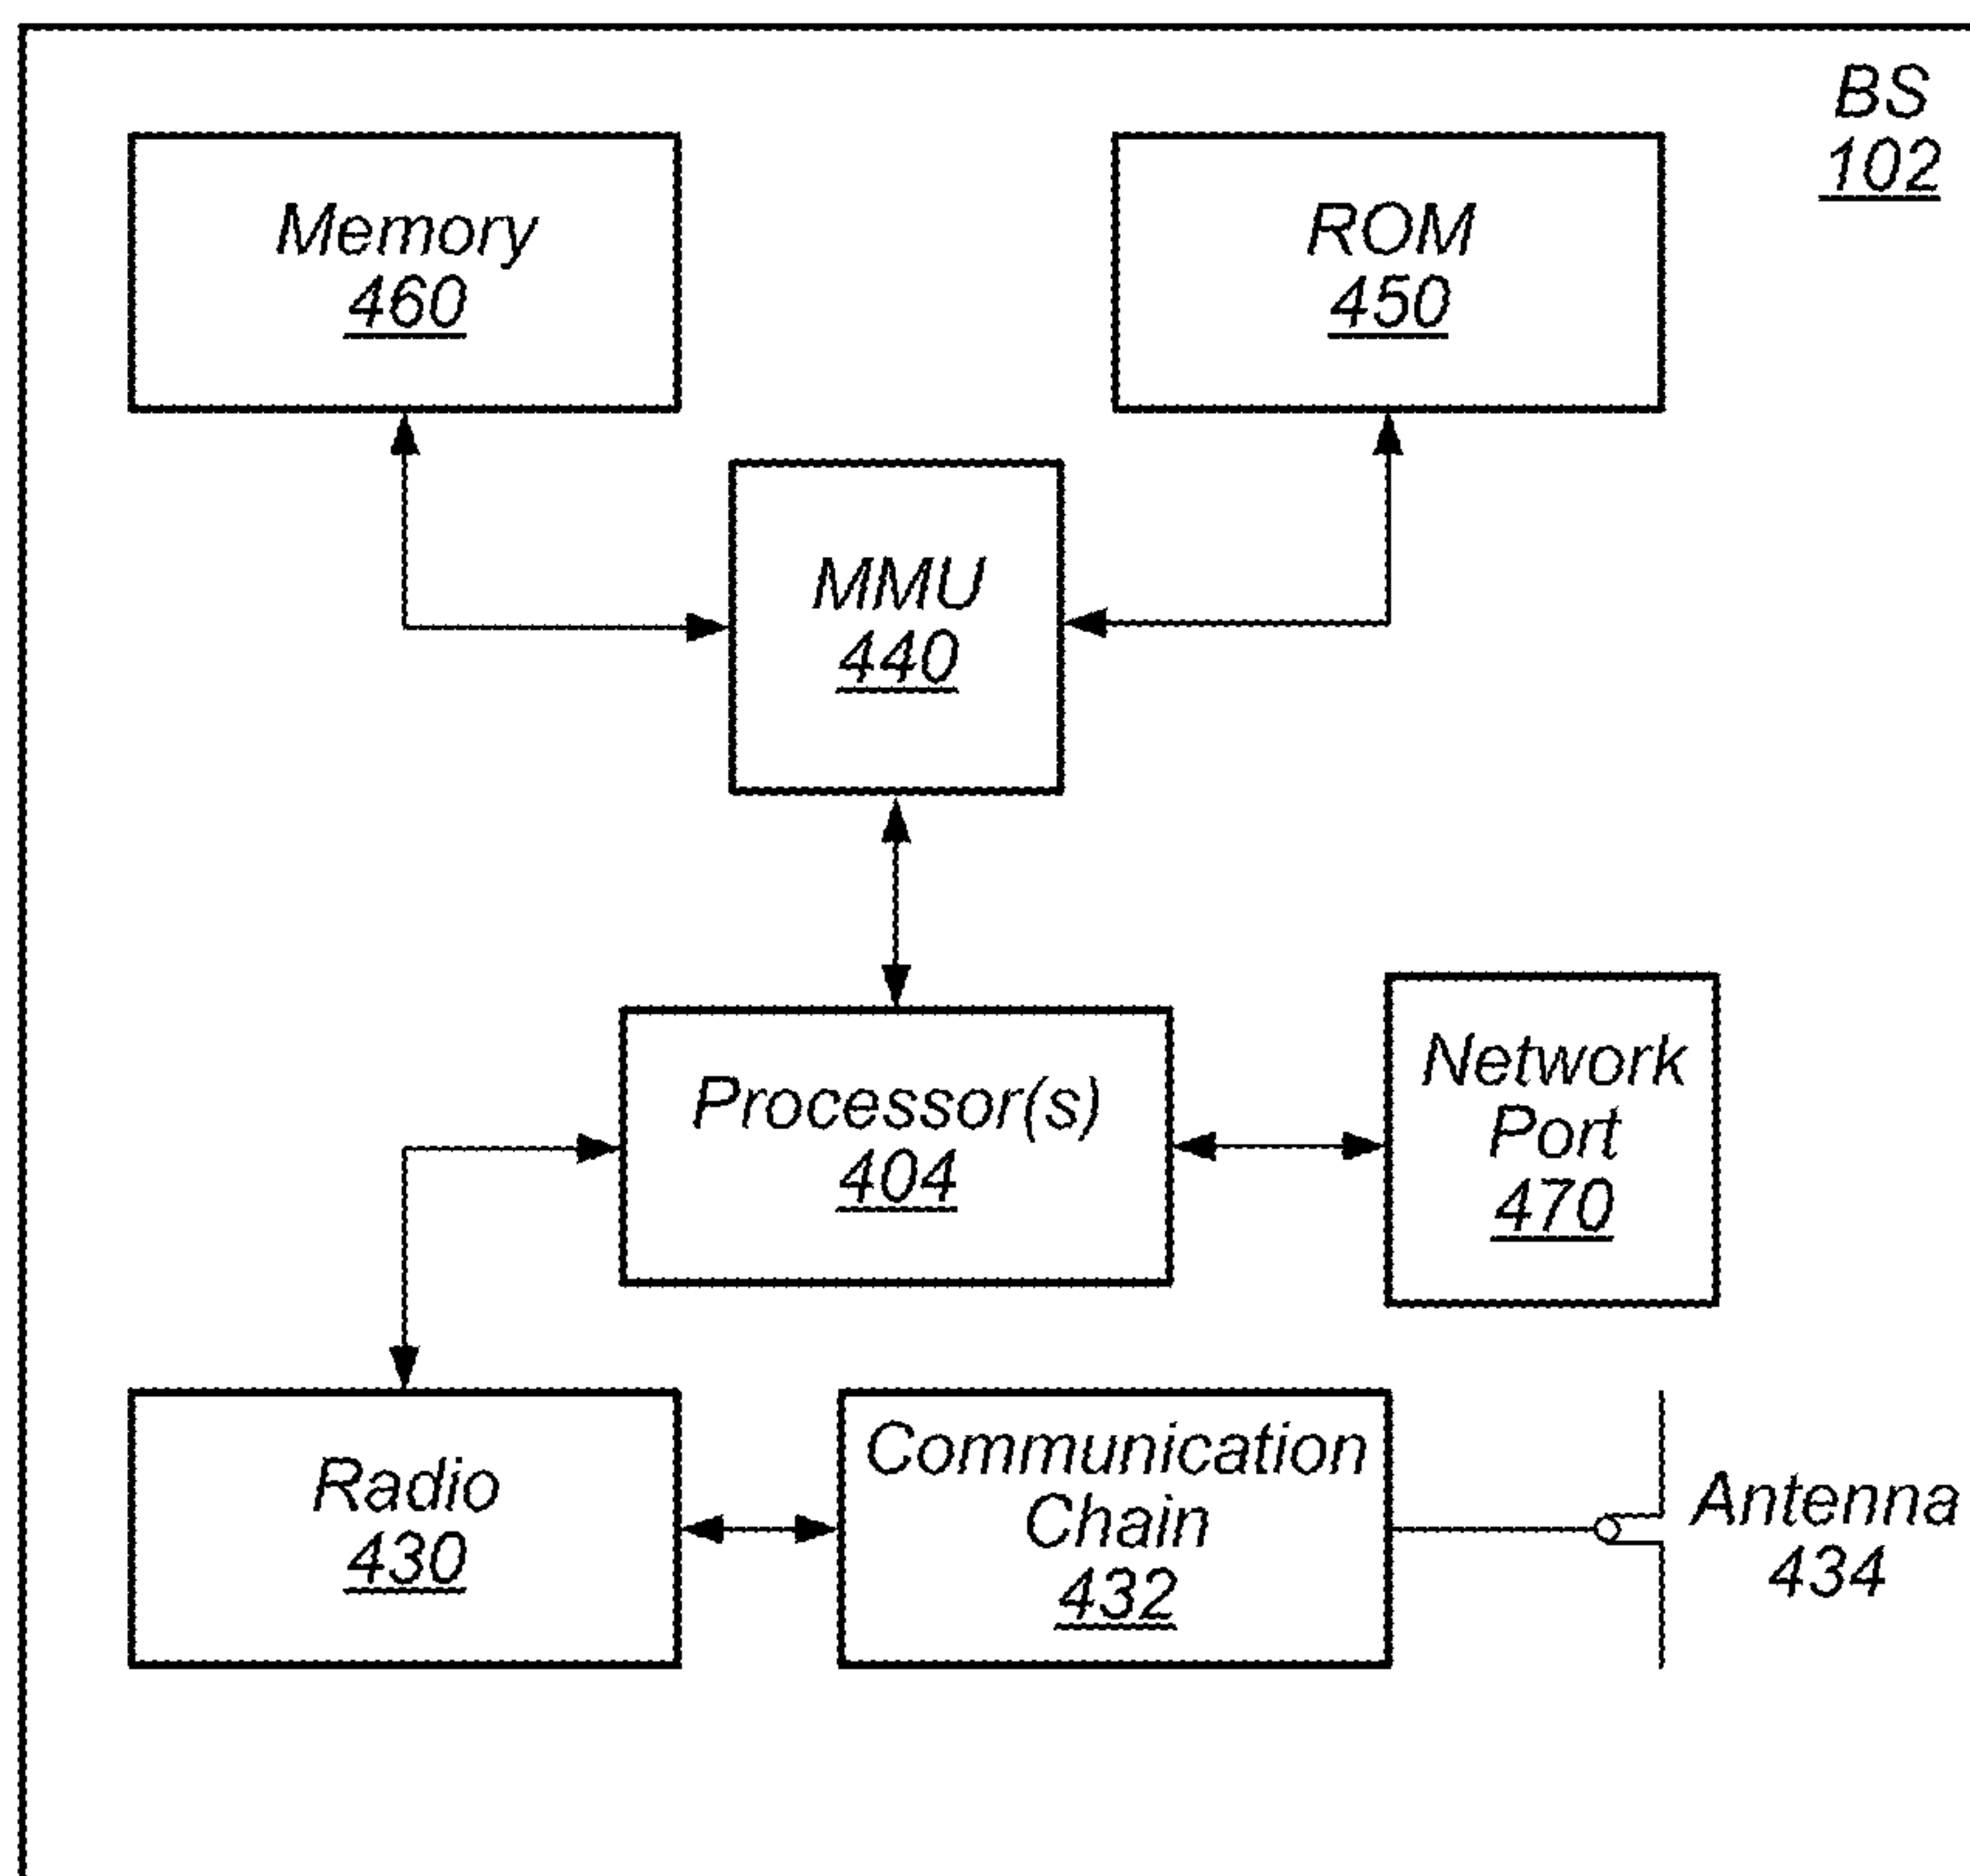 BS
102
Memory
460
ROM
450
MMU
440
Processor(s)
404
Network
Port
470
Radio
430
Communication
Chain
432
Antenna
434